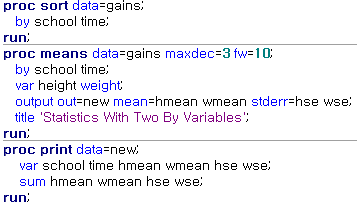 proc sort data=gains;
by school time;
run;
proc means data=gains maxdec=3 fw=10;
by school time;
var height weight;
output out=new mean=hmean wmean stderr=hse wse;
title 'Statistics With Two By Variables';
run;
proc print data=new;
var school time hmean wmean hse wse;
sum hmean wmean hse wse;
run;